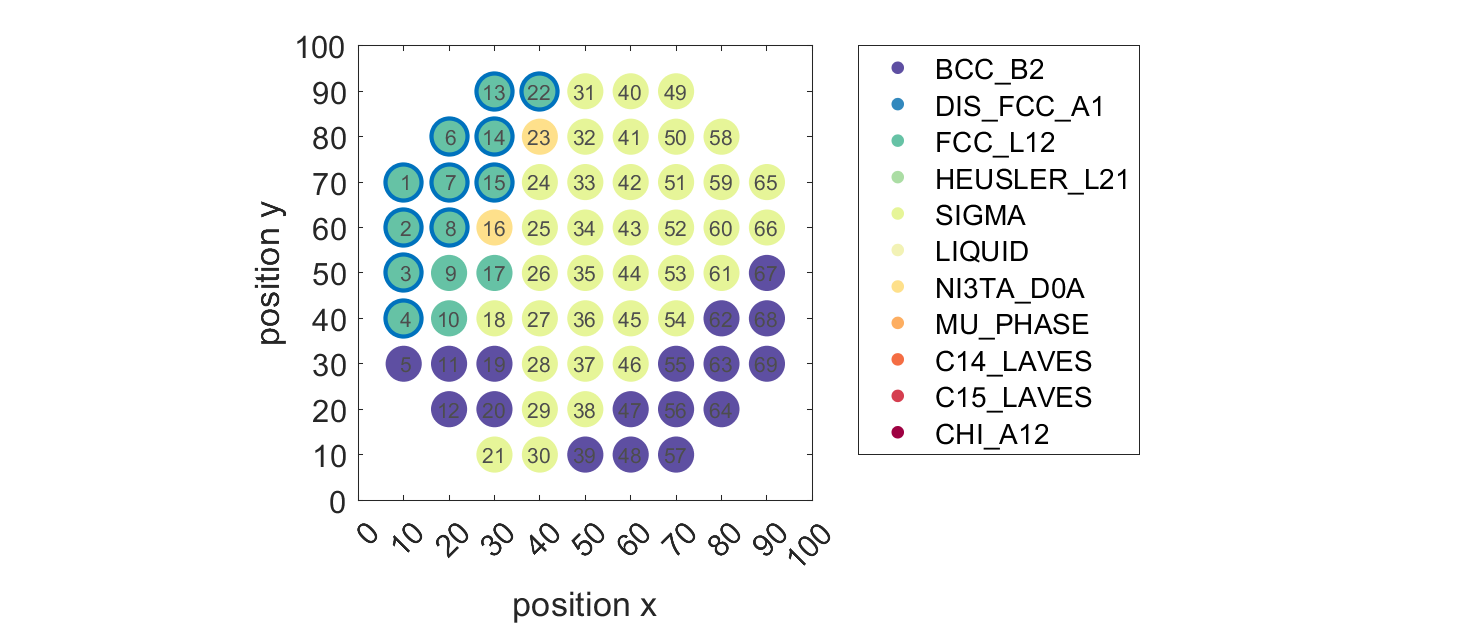 100
90
80
70
60
50
40
30
20
10
0
position y
13 22 31 40 49
6 14 23 32 41 50 58
1 7 15 24 33 42 51 59 65
2 8 16 25 34 43 52 60 66
3 9 17 26 35 44 53 61 67
4 10 18 27 36 45 54 62 68
5 11 19 28 37 46 55 63 69
12 20 29 38 47 56 64
21 30 39 48 57
0 10 20 30 40 50 60 70 80 90 100
position x
BCC_B2
DIS_FCC_A1
FCC_L12
HEUSLER_L21
SIGMA
LIQUID
NI3TA_D0A
MU_PHASE
C14_LAVES
C15_LAVES
CHI_A12